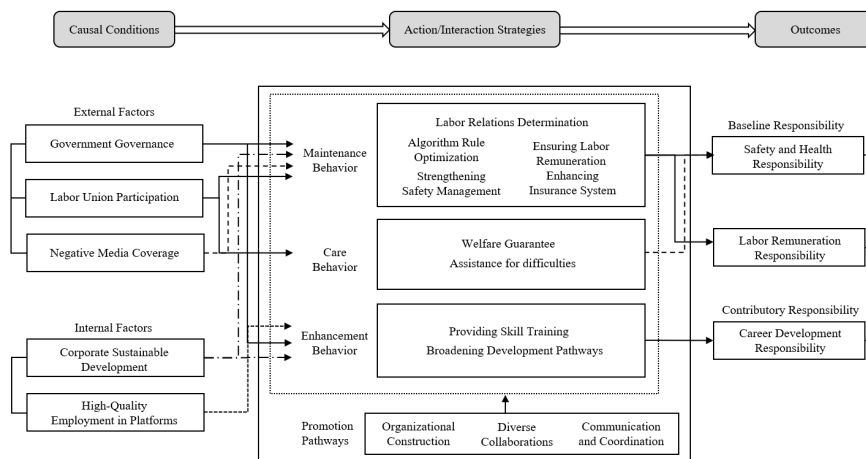 Causal Conditions
Action/Interaction Strategies
Outcomes
External Factors
Government Governance
Labor Union Participation
Negative Media Coverage
Internal Factors
Corporate Sustainable
Development
High-Quality
Employment in Platforms
Maintenance
Behavior
Labor Relations Determination
Algorithm Rule
Optimization
Ensuring Labor
Remuneration
Strengthening
Safety Management
Enhancing
Insurance System
Care
Behavior
Welfare Guarantee
Assistance for difficulties
Enhancement
Behavior
Providing Skill Training
Broadening Development Pathways
Promotion
Pathways
Organizational
Construction
Diverse
Collaborations
Communication
and Coordination
Baseline Responsibility
Safety and Health
Responsibility
Labor Remuneration
Responsibility
Contributory Responsibility
Career Development
Responsibility